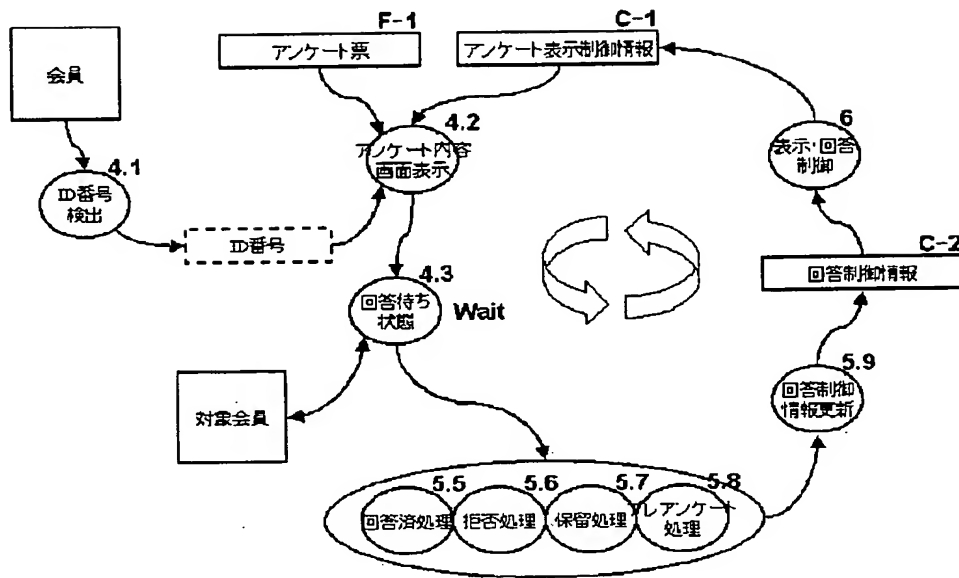 F-1
C-1
アンケート票
アンケート表示制御情報
会員
4.2
アンケート内容
画面表示
6
表示・回答
制御
4.1
ID番号
検出
ID番号
C-2
回答制御情報
4.3
回答待ち
状態
Wait
5.9
回答制御
情報更新
対象会員
5.5
5.6
5.7
5.8
回答済処理
拒否処理
保留処理
プレアンケート
処理